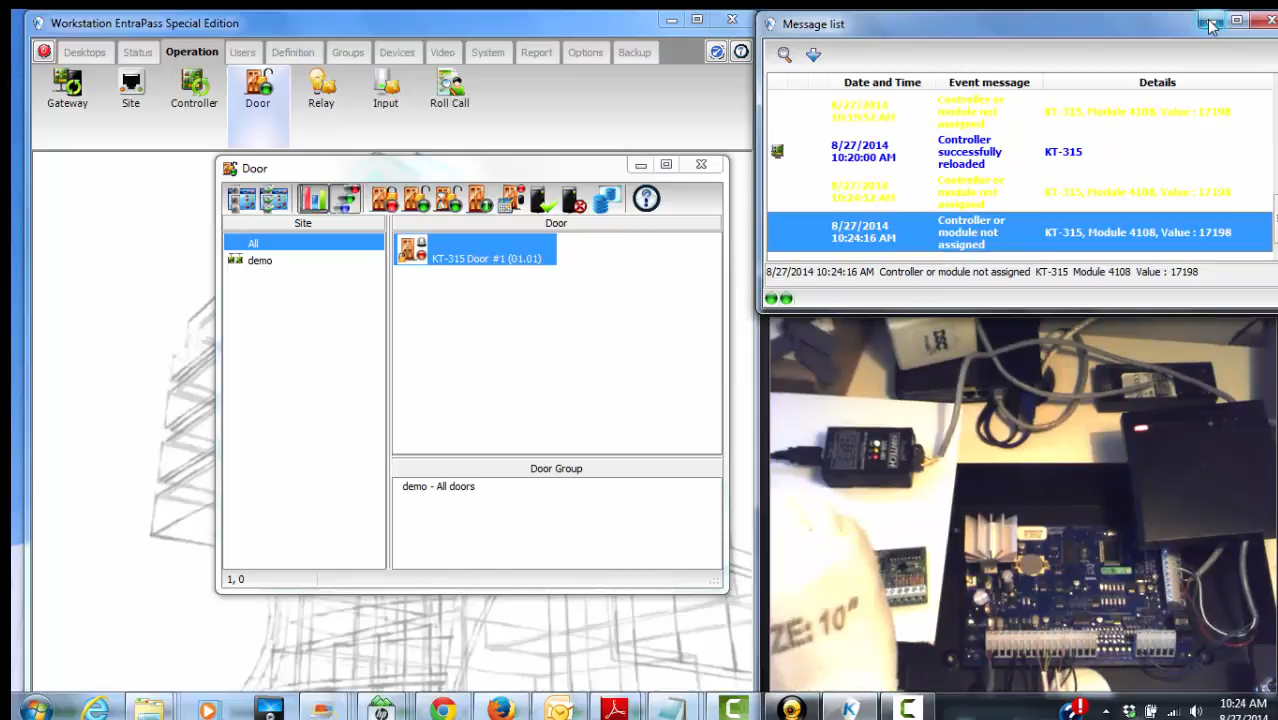 Workstation EntraPass Special Edition
Desktops Status Operation Users Definition Groups Devices Video System Report Options Backup
Gateway Site Controller Door Relay Input Roll Call
Door
Site
All
demo
Door
KT-315 Door #1 (01.01)
Door Group
demo - All doors
1, 0
Message list
Date and Time Event message Details
8/27/2014 10:19:52 AM
Controller or module not assigned
KT-315, Module 4108, Value : 17198
8/27/2014 10:20:00 AM
Controller successfully reloaded
KT-315
8/27/2014 10:24:12 AM
Controller or module not assigned
KT-315, Module 4108, Value : 17198
8/27/2014 10:24:16 AM
Controller or module not assigned
KT-315, Module 4108, Value : 17198
8/27/2014 10:24:16 AM Controller or module not assigned KT-315 Module 4108 Value : 17198
DSC
KANTECH
ZE: 10"
10:24 AM
8/27/2014